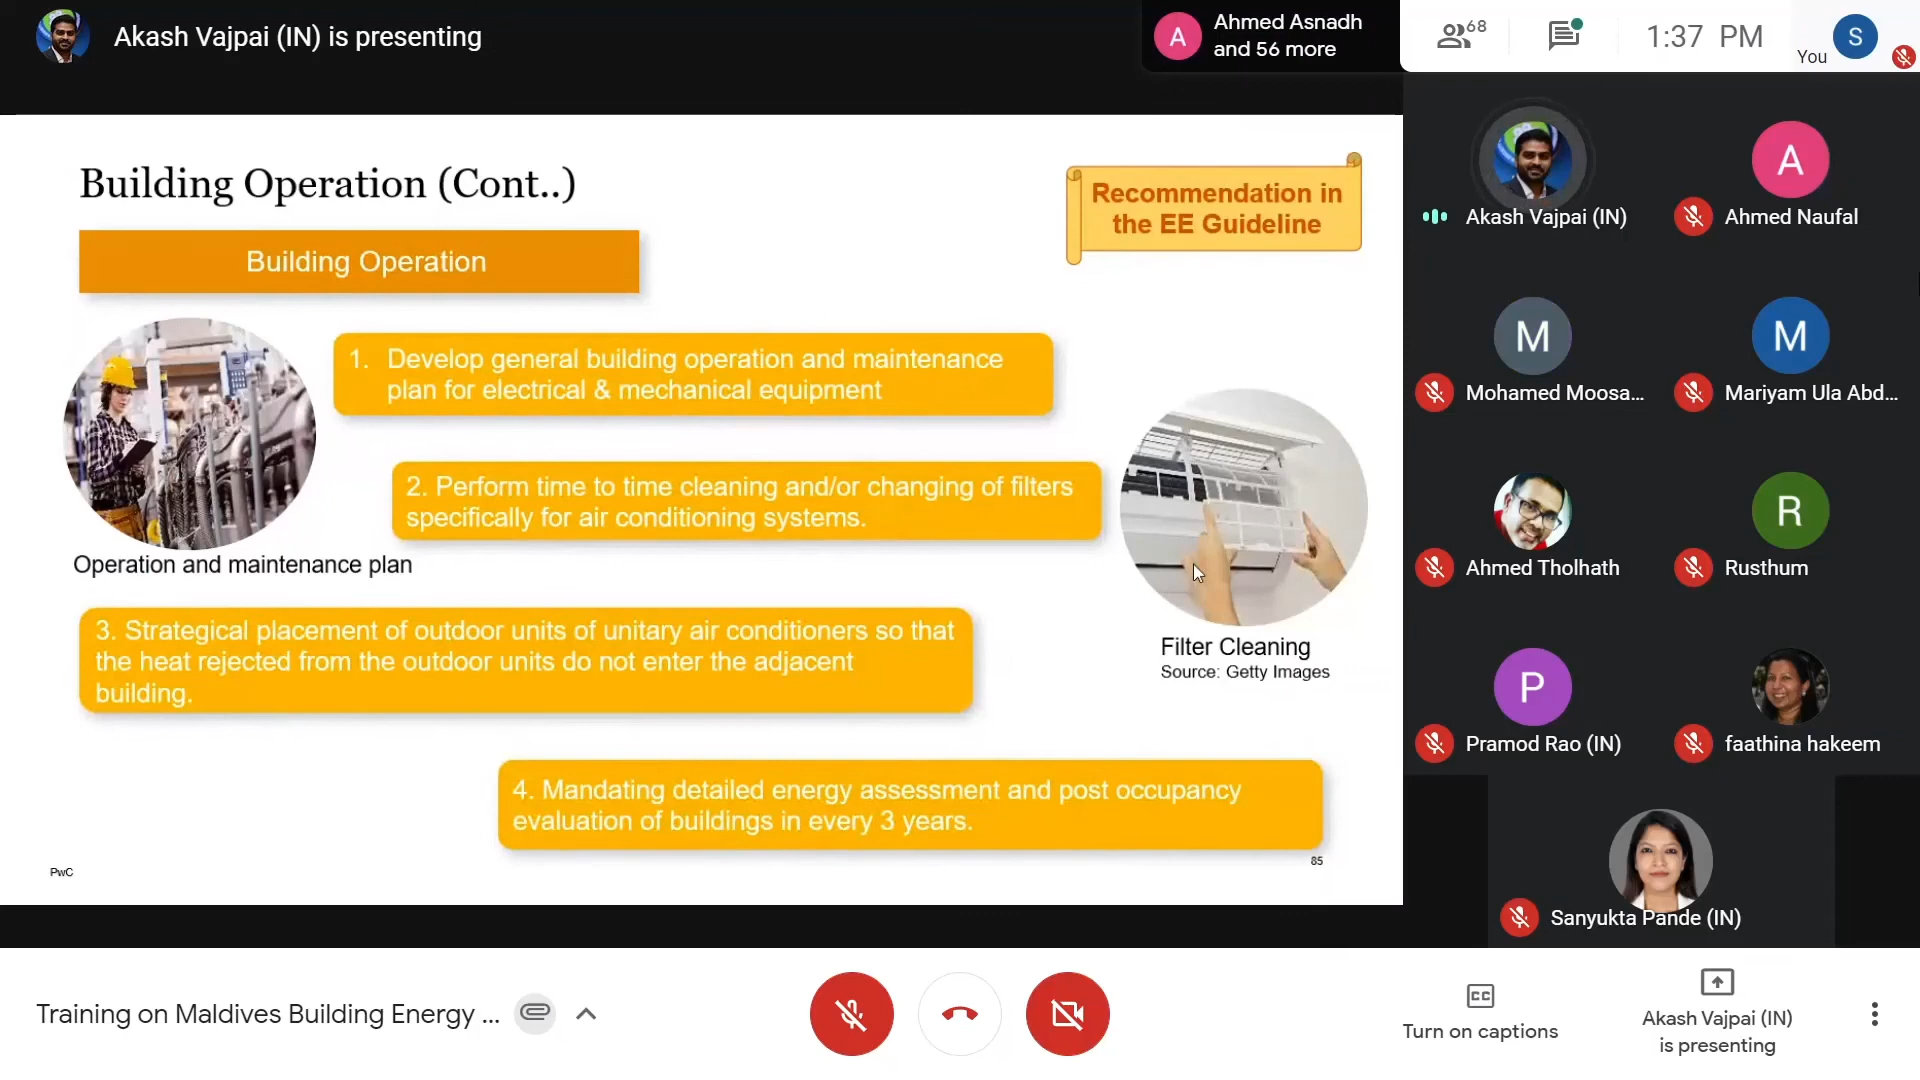 Akash Vajpai (IN) is presenting
A
Ahmed Asnadh
and 56 more
68
1:37 PM
You
S
Building Operation (Cont..)
Recommendation in
the EE Guideline
Building Operation
1. Develop general building operation and maintenance
plan for electrical & mechanical equipment
2. Perform time to time cleaning and/or changing of filters
specifically for air conditioning systems.
Operation and maintenance plan
3. Strategical placement of outdoor units of unitary air conditioners so that
the heat rejected from the outdoor units do not enter the adjacent
building.
Filter Cleaning
Source: Getty Images
4. Mandating detailed energy assessment and post occupancy
evaluation of buildings in every 3 years.
PwC
85
Akash Vajpai (IN)
A
Ahmed Naufal
M
Mohamed Moosa...
M
Mariyam Ula Abd...
Ahmed Tholhath
R
Rusthum
P
Pramod Rao (IN)
faathina hakeem
Sanyukta Pande (IN)
Training on Maldives Building Energy ...
CC
Turn on captions
Akash Vajpai (IN)
is presenting